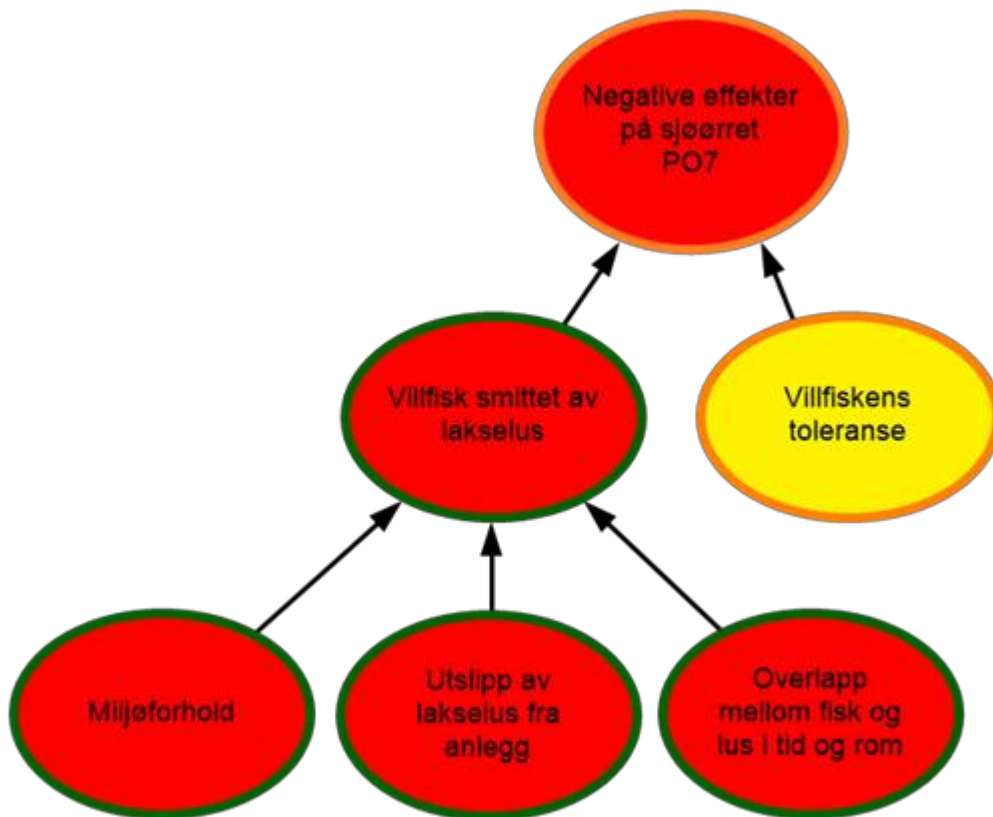 Negative effekter
på sjøørret
PO7
Villfisk smittet av
lakselus
Villfiskens
toleranse
Miljøforhold
Utslipp av
lakselus fra
anlegg
Overlapp
mellom fisk og
lus i tid og rom